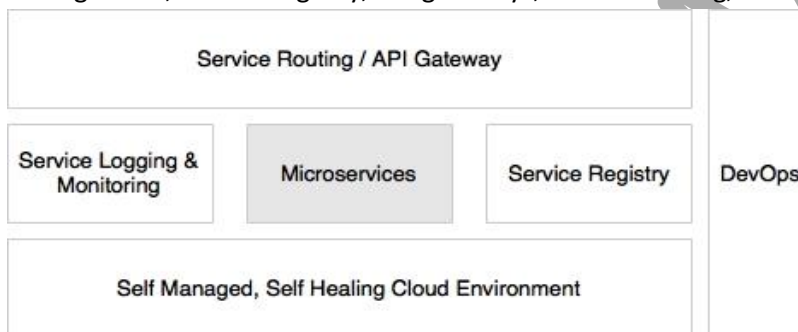 Service Routing / API Gateway
Service Logging &
Monitoring
Microservices
Service Registry
DevOps
Self Managed, Self Healing Cloud Environment